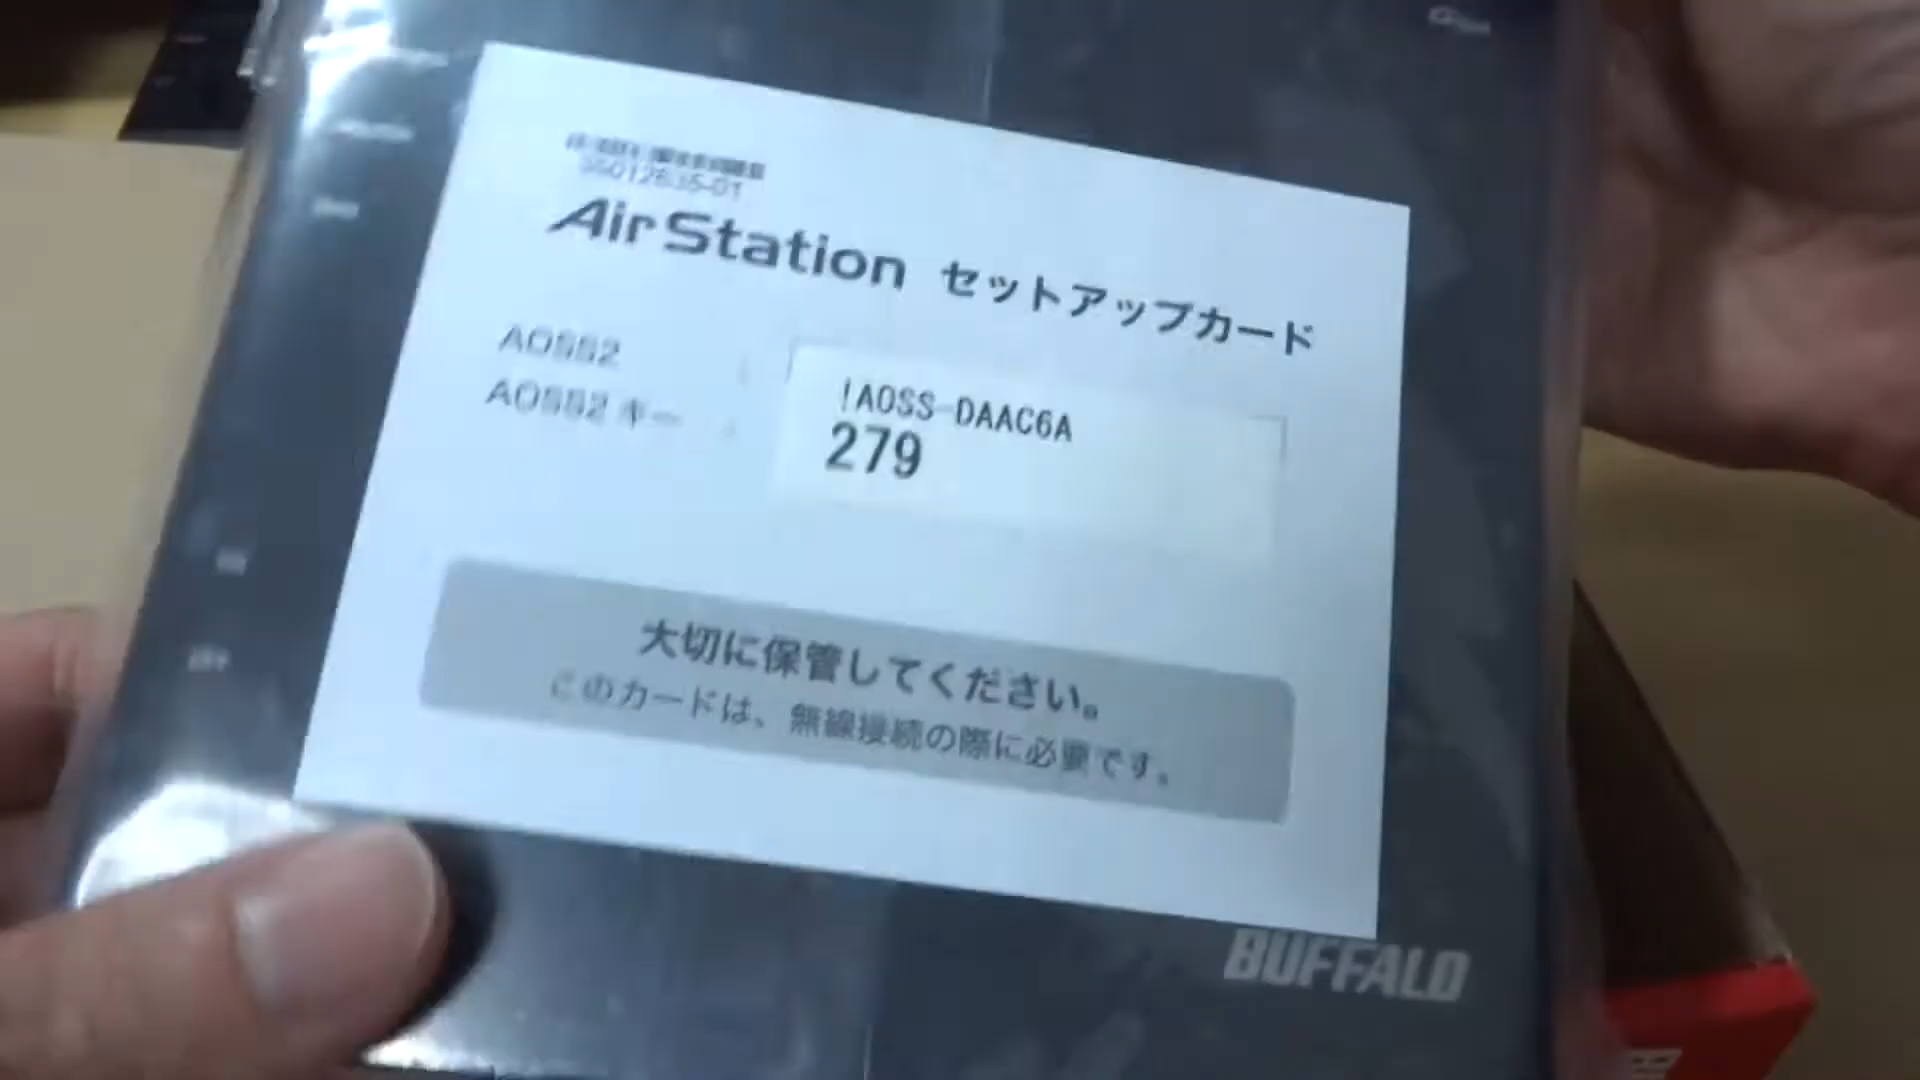 AirStation セットアップカード
AOSS2 : !AOSS-DAAC6A
AOSS2 キー : 279
大切に保管してください。
このカードは、無線接続の際に必要です。
BUFFALO